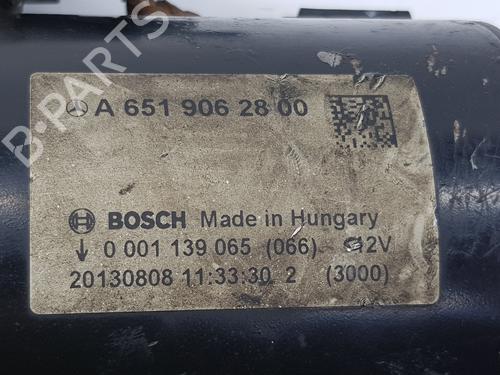 B-PARTS
A 651 906 28 00
BOSCH Made in Hungary
↓ 0 001 139 065 (066) 12V
20130808 11:33:30 2 (3000)